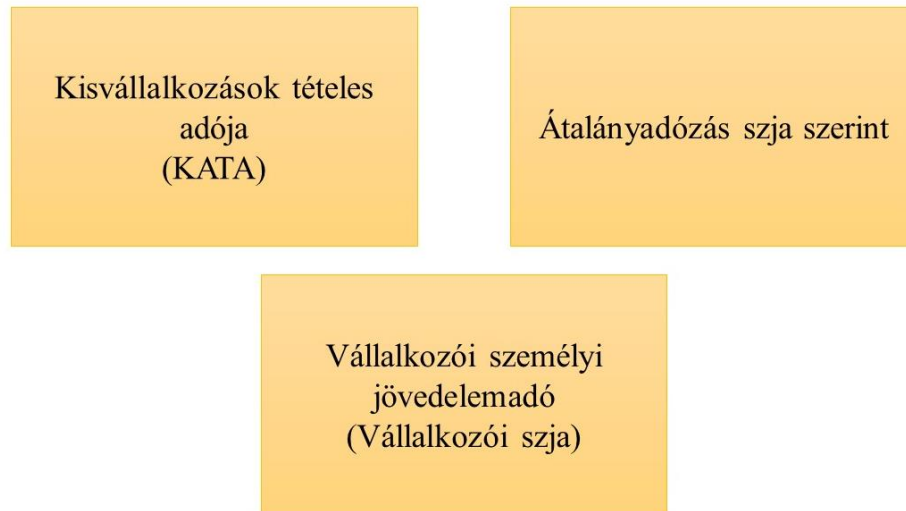 Kisvállalkozások tételes
adója
(KATA)
Átalányadózás szja szerint
Vállalkozói személyi
jövedelemadó
(Vállalkozói szja)